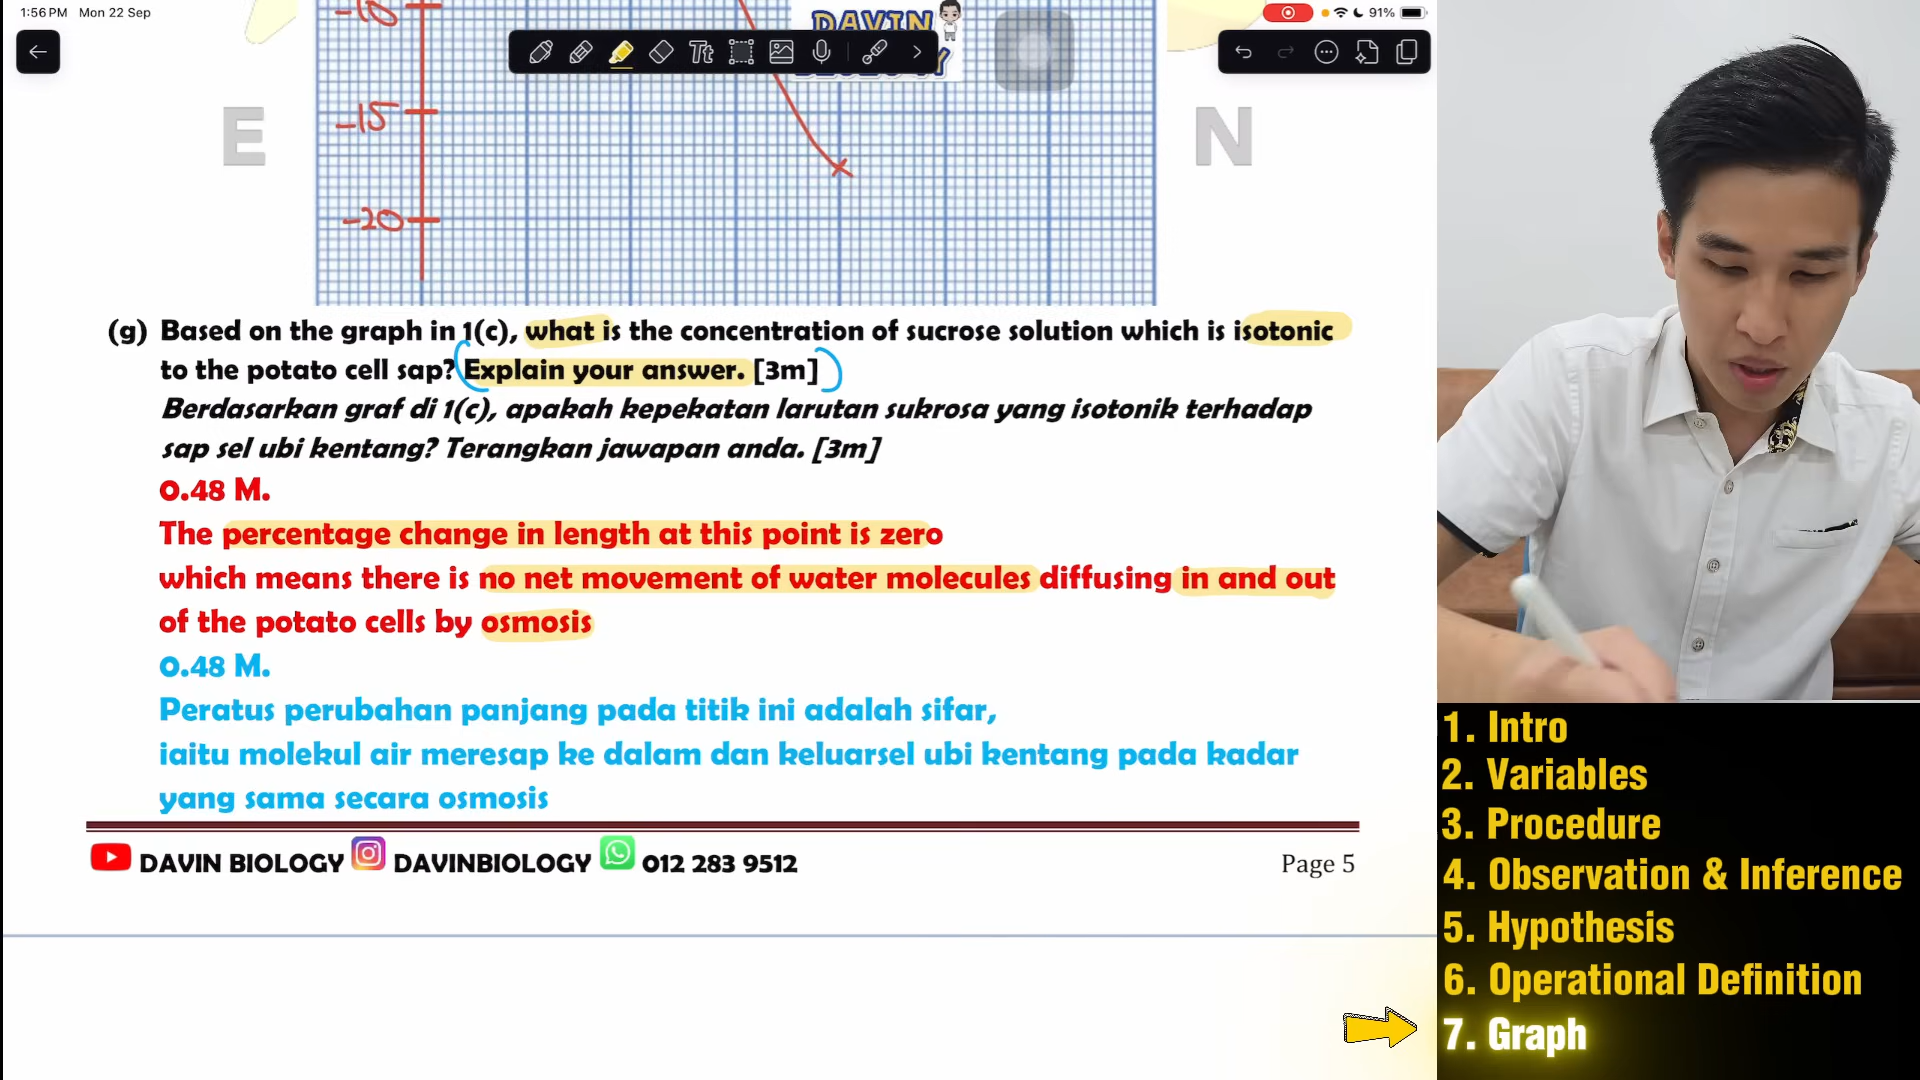 1:56 PM Mon 22 Sep
91%
-10
DAVIN
Tt
E
N
-15
-20
(g) Based on the graph in 1(c), what is the concentration of sucrose solution which is isotonic
to the potato cell sap? Explain your answer. [3m]
Berdasarkan graf di 1(c), apakah kepekatan larutan sukrosa yang isotonik terhadap
sap sel ubi kentang? Terangkan jawapan anda. [3m]
0.48 M.
The percentage change in length at this point is zero
which means there is no net movement of water molecules diffusing in and out
of the potato cells by osmosis
0.48 M.
Peratus perubahan panjang pada titik ini adalah sifar,
iaitu molekul air meresap ke dalam dan keluarsel ubi kentang pada kadar
yang sama secara osmosis
DAVIN BIOLOGY DAVINBIOLOGY 012 283 9512
Page 5
1. Intro
2. Variables
3. Procedure
4. Observation & Inference
5. Hypothesis
6. Operational Definition
7. Graph